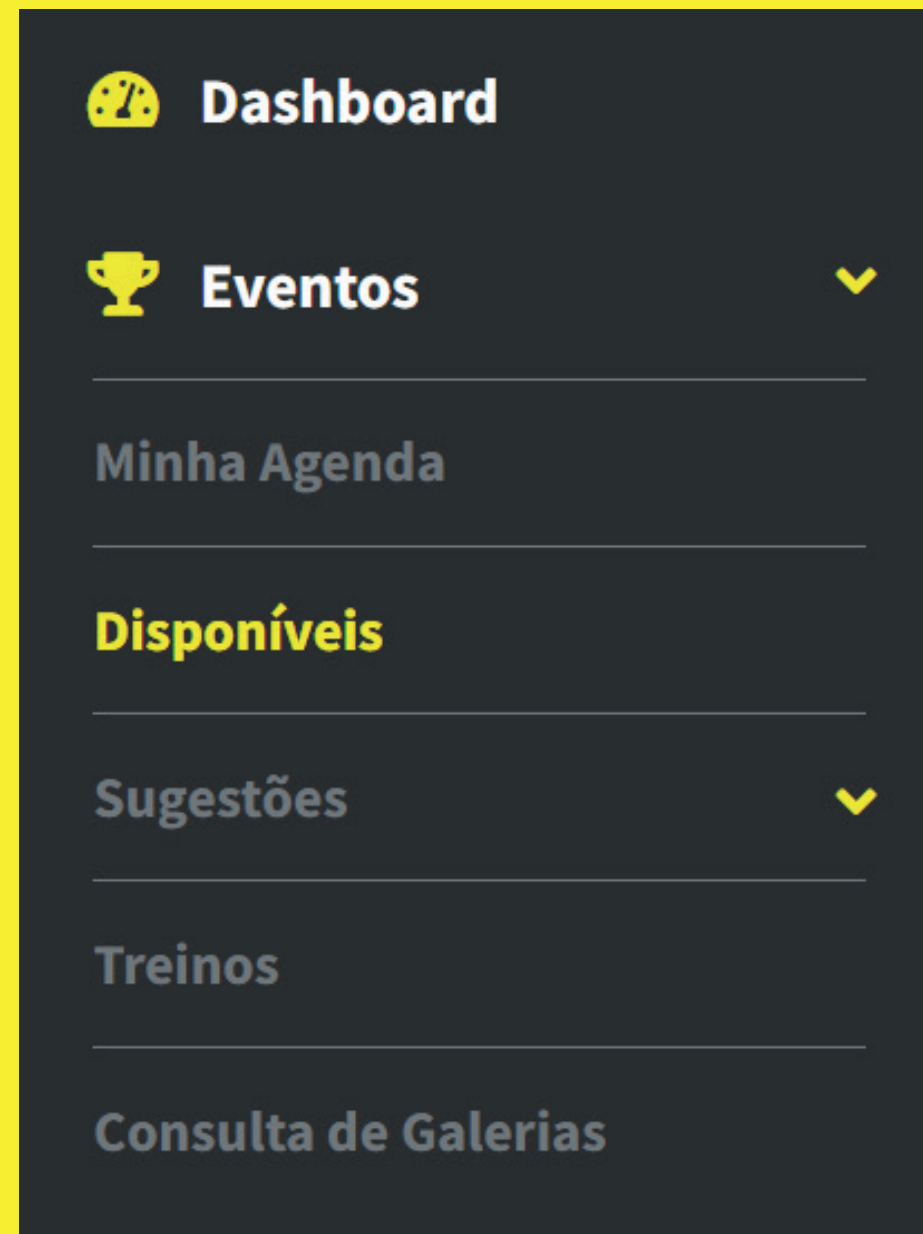 Dashboard
Eventos
Minha Agenda
Disponíveis
Sugestões
Treinos
Consulta de Galerias